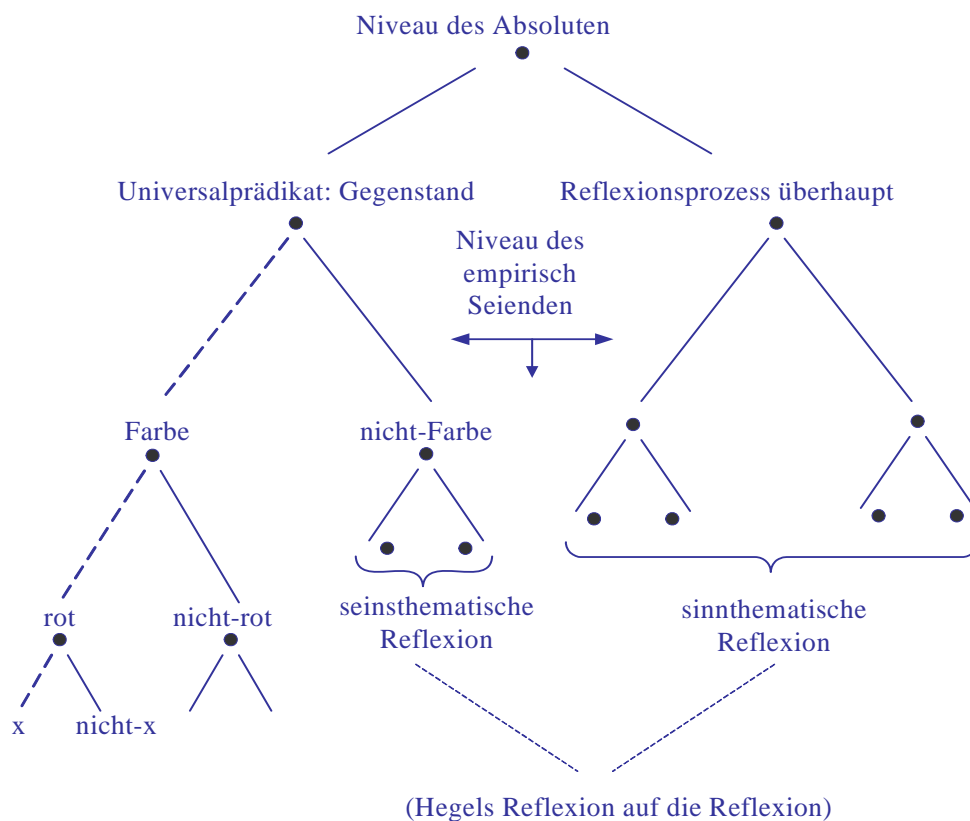 Niveau des Absoluten
Universalprädikat: Gegenstand
Reflexionsprozess überhaupt
Niveau des
empirisch
Seienden
Farbe
nicht-Farbe
seinsthematische
Reflexion
sinnthematische
Reflexion
rot
nicht-rot
x
nicht-x
(Hegels Reflexion auf die Reflexion)